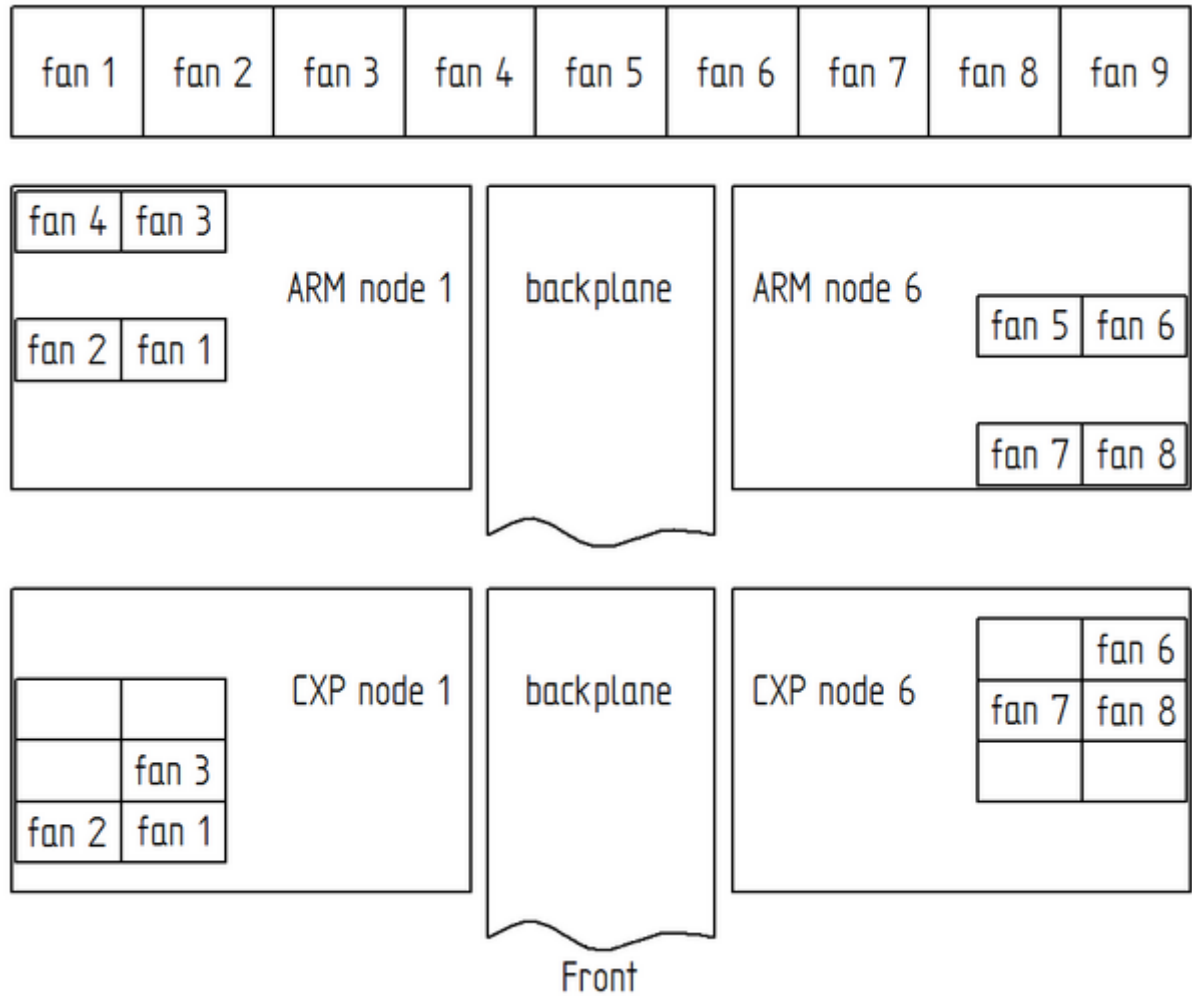 fan 1 fan 2 fan 3 fan 4 fan 5 fan 6 fan 7 fan 8 fan 9
fan 4 fan 3
ARM node 1
fan 2 fan 1
backplane
ARM node 6
fan 5 fan 6
fan 7 fan 8
CXP node 1
fan 3
fan 2 fan 1
backplane
CXP node 6
fan 6
fan 7 fan 8
Front